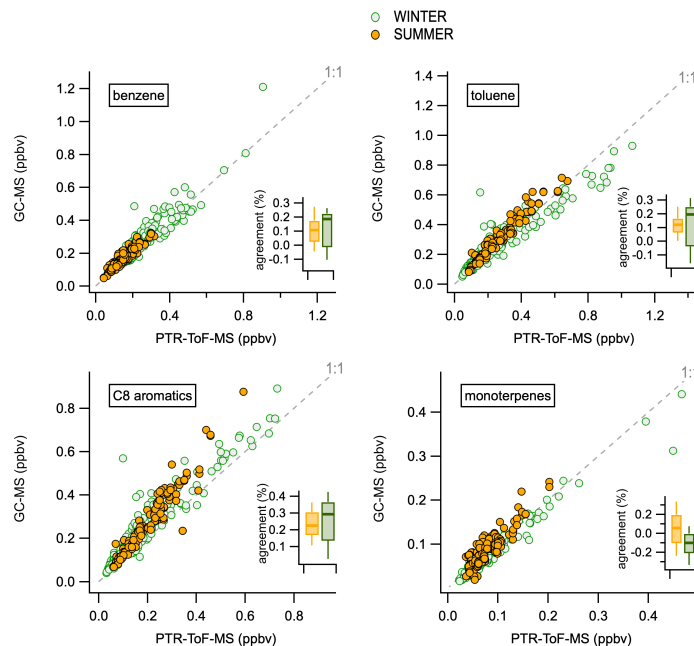 WINTER
SUMMER
benzene
1:1
GC-MS (ppbv)
1.2
1.0
0.8
0.6
0.4
0.2
0.0
0.0 0.4 0.8 1.2
PTR-ToF-MS (ppbv)
agreement (%)
0.3
0.2
0.1
0.0
-0.1
toluene
1:1
GC-MS (ppbv)
1.4
1.2
1.0
0.8
0.6
0.4
0.2
0.0
0.0 0.4 0.8 1.2
PTR-ToF-MS (ppbv)
agreement (%)
0.3
0.2
0.1
0.0
-0.1
C8 aromatics
1:1
GC-MS (ppbv)
0.8
0.6
0.4
0.2
0.0
0.0 0.2 0.4 0.6 0.8
PTR-ToF-MS (ppbv)
agreement (%)
0.4
0.3
0.2
0.1
monoterpenes
1:1
GC-MS (ppbv)
0.4
0.3
0.2
0.1
0.0 0.1 0.2 0.3 0.4
PTR-ToF-MS (ppbv)
agreement (%)
0.2
0.0
-0.2